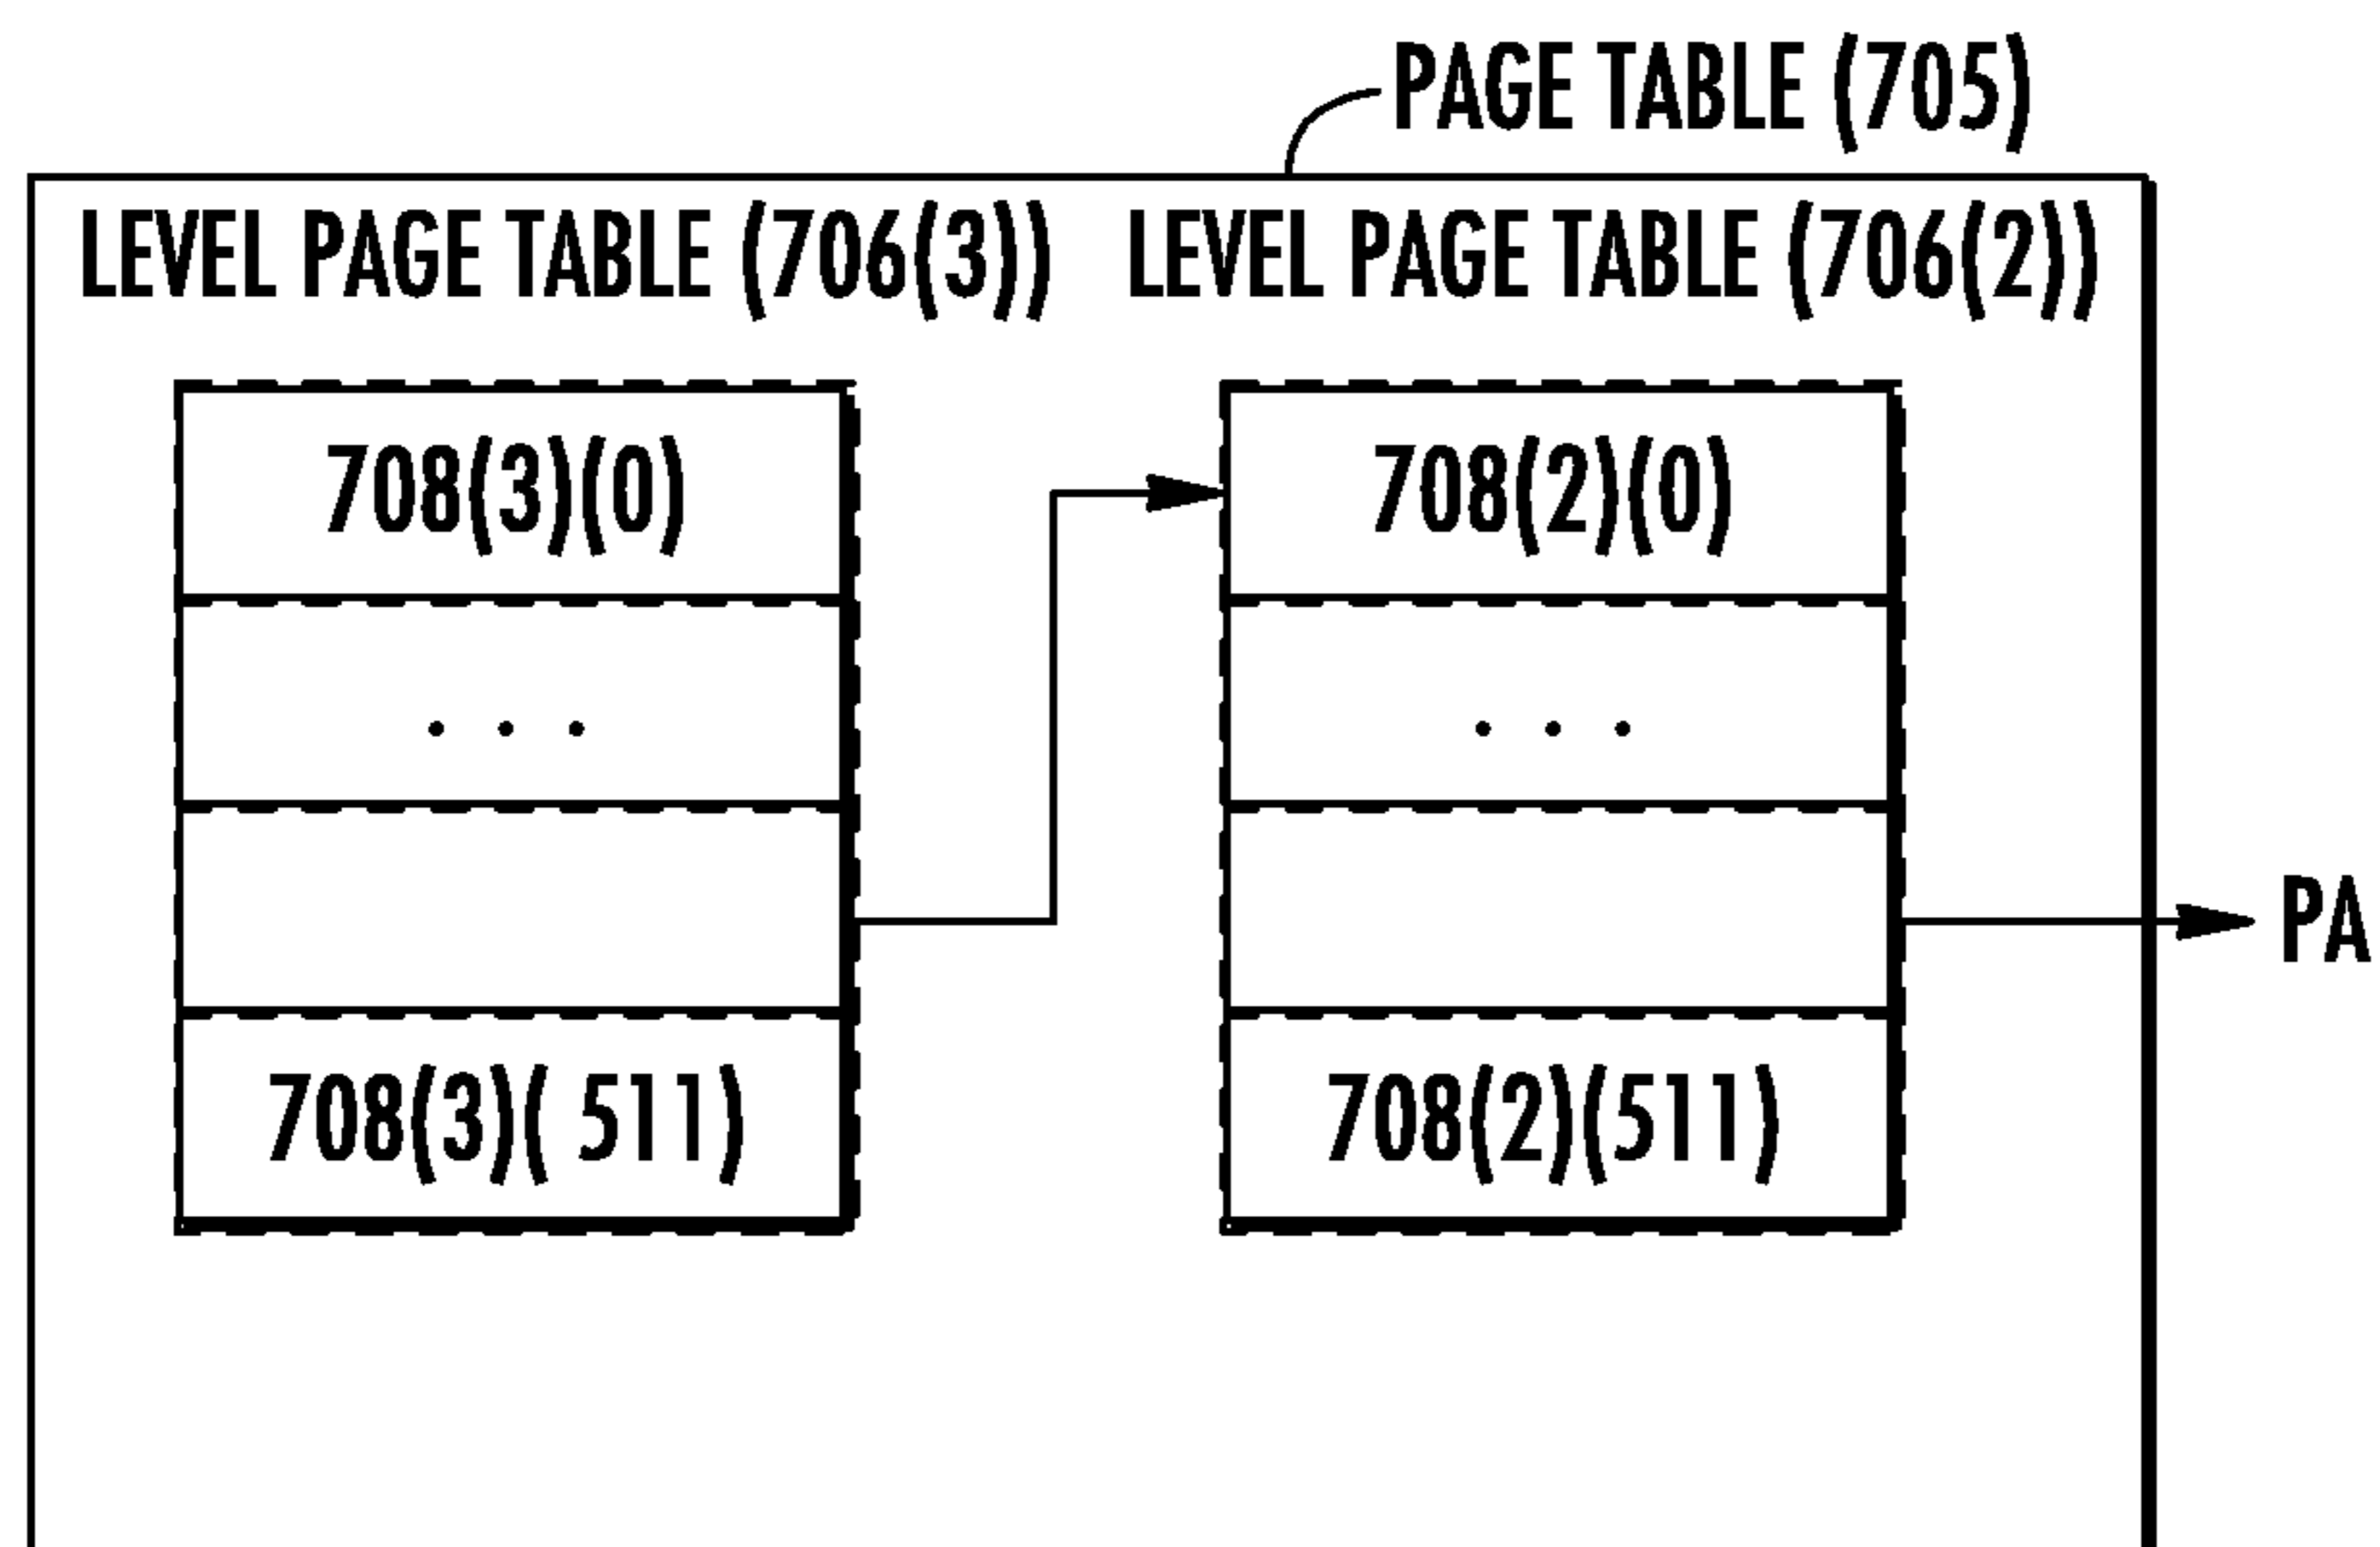 PAGE TABLE (705)
LEVEL PAGE TABLE (706(3)) LEVEL PAGE TABLE (706(2))
708(3)(0) 708(2)(0)
. . . . . .
PA
708(3)( 511) 708(2)(511)